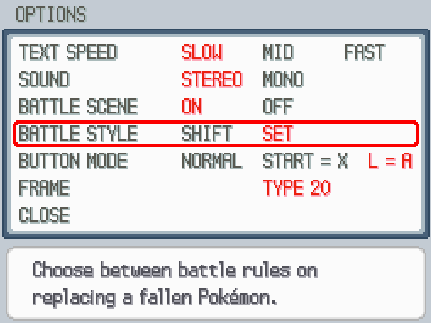 OPTIONS
TEXT SPEED SLOW MID FAST
SOUND STEREO MONO
BATTLE SCENE ON OFF
BATTLE STYLE SHIFT SET
BUTTON MODE NORMAL START = X L = A
FRAME TYPE 20
CLOSE
Choose between battle rules on
replacing a fallen Pokémon.